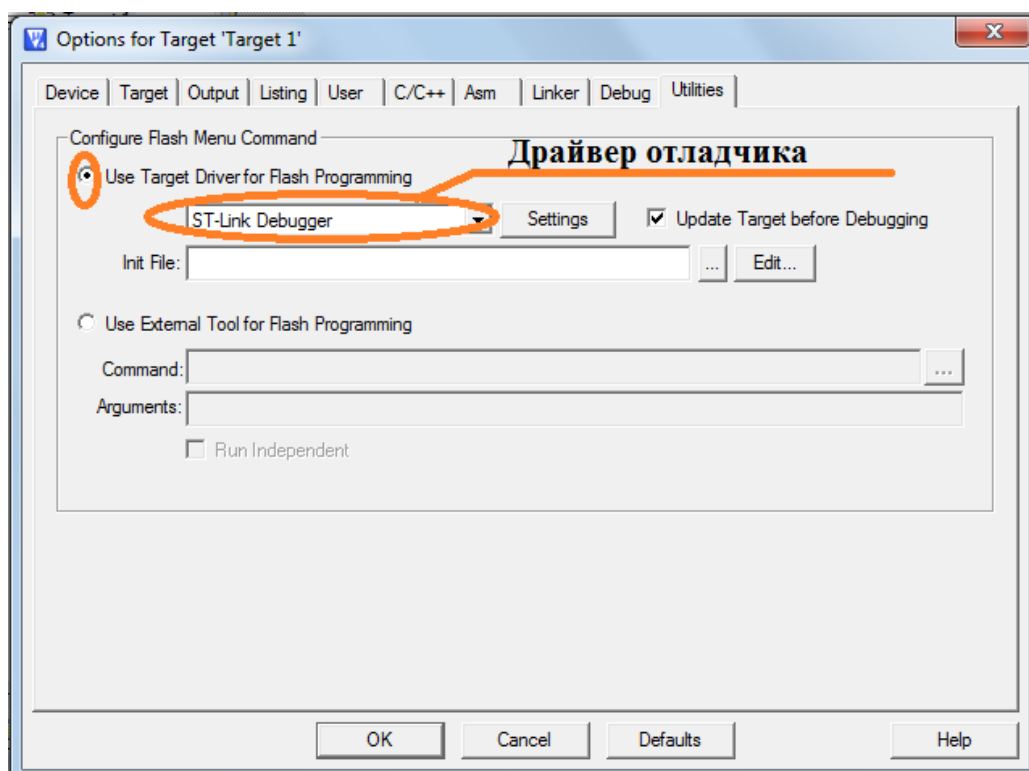 Options for Target 'Target 1'
Device Target Output Listing User C/C++ Asm Linker Debug Utilities
Configure Flash Menu Command
Драйвер отладчика
Use Target Driver for Flash Programming
ST-Link Debugger Settings Update Target before Debugging
Init File: ... Edit...
Use External Tool for Flash Programming
Command: ...
Arguments:
Run Independent
OK Cancel Defaults Help